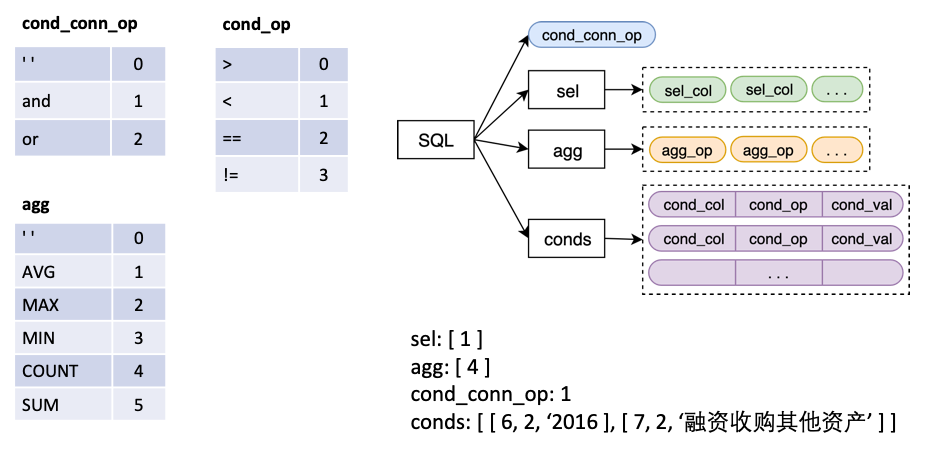 cond_conn_op
' ' 0
and 1
or 2
cond_op
> 0
< 1
== 2
!= 3
agg
' ' 0
AVG 1
MAX 2
MIN 3
COUNT 4
SUM 5
SQL
cond_conn_op
sel
sel_col sel_col . . .
agg
agg_op agg_op . . .
conds
cond_col cond_op cond_val
cond_col cond_op cond_val
. . .
sel: [ 1 ]
agg: [ 4 ]
cond_conn_op: 1
conds: [ [ 6, 2, ‘2016 ], [ 7, 2, ‘融资收购其他资产’ ] ]